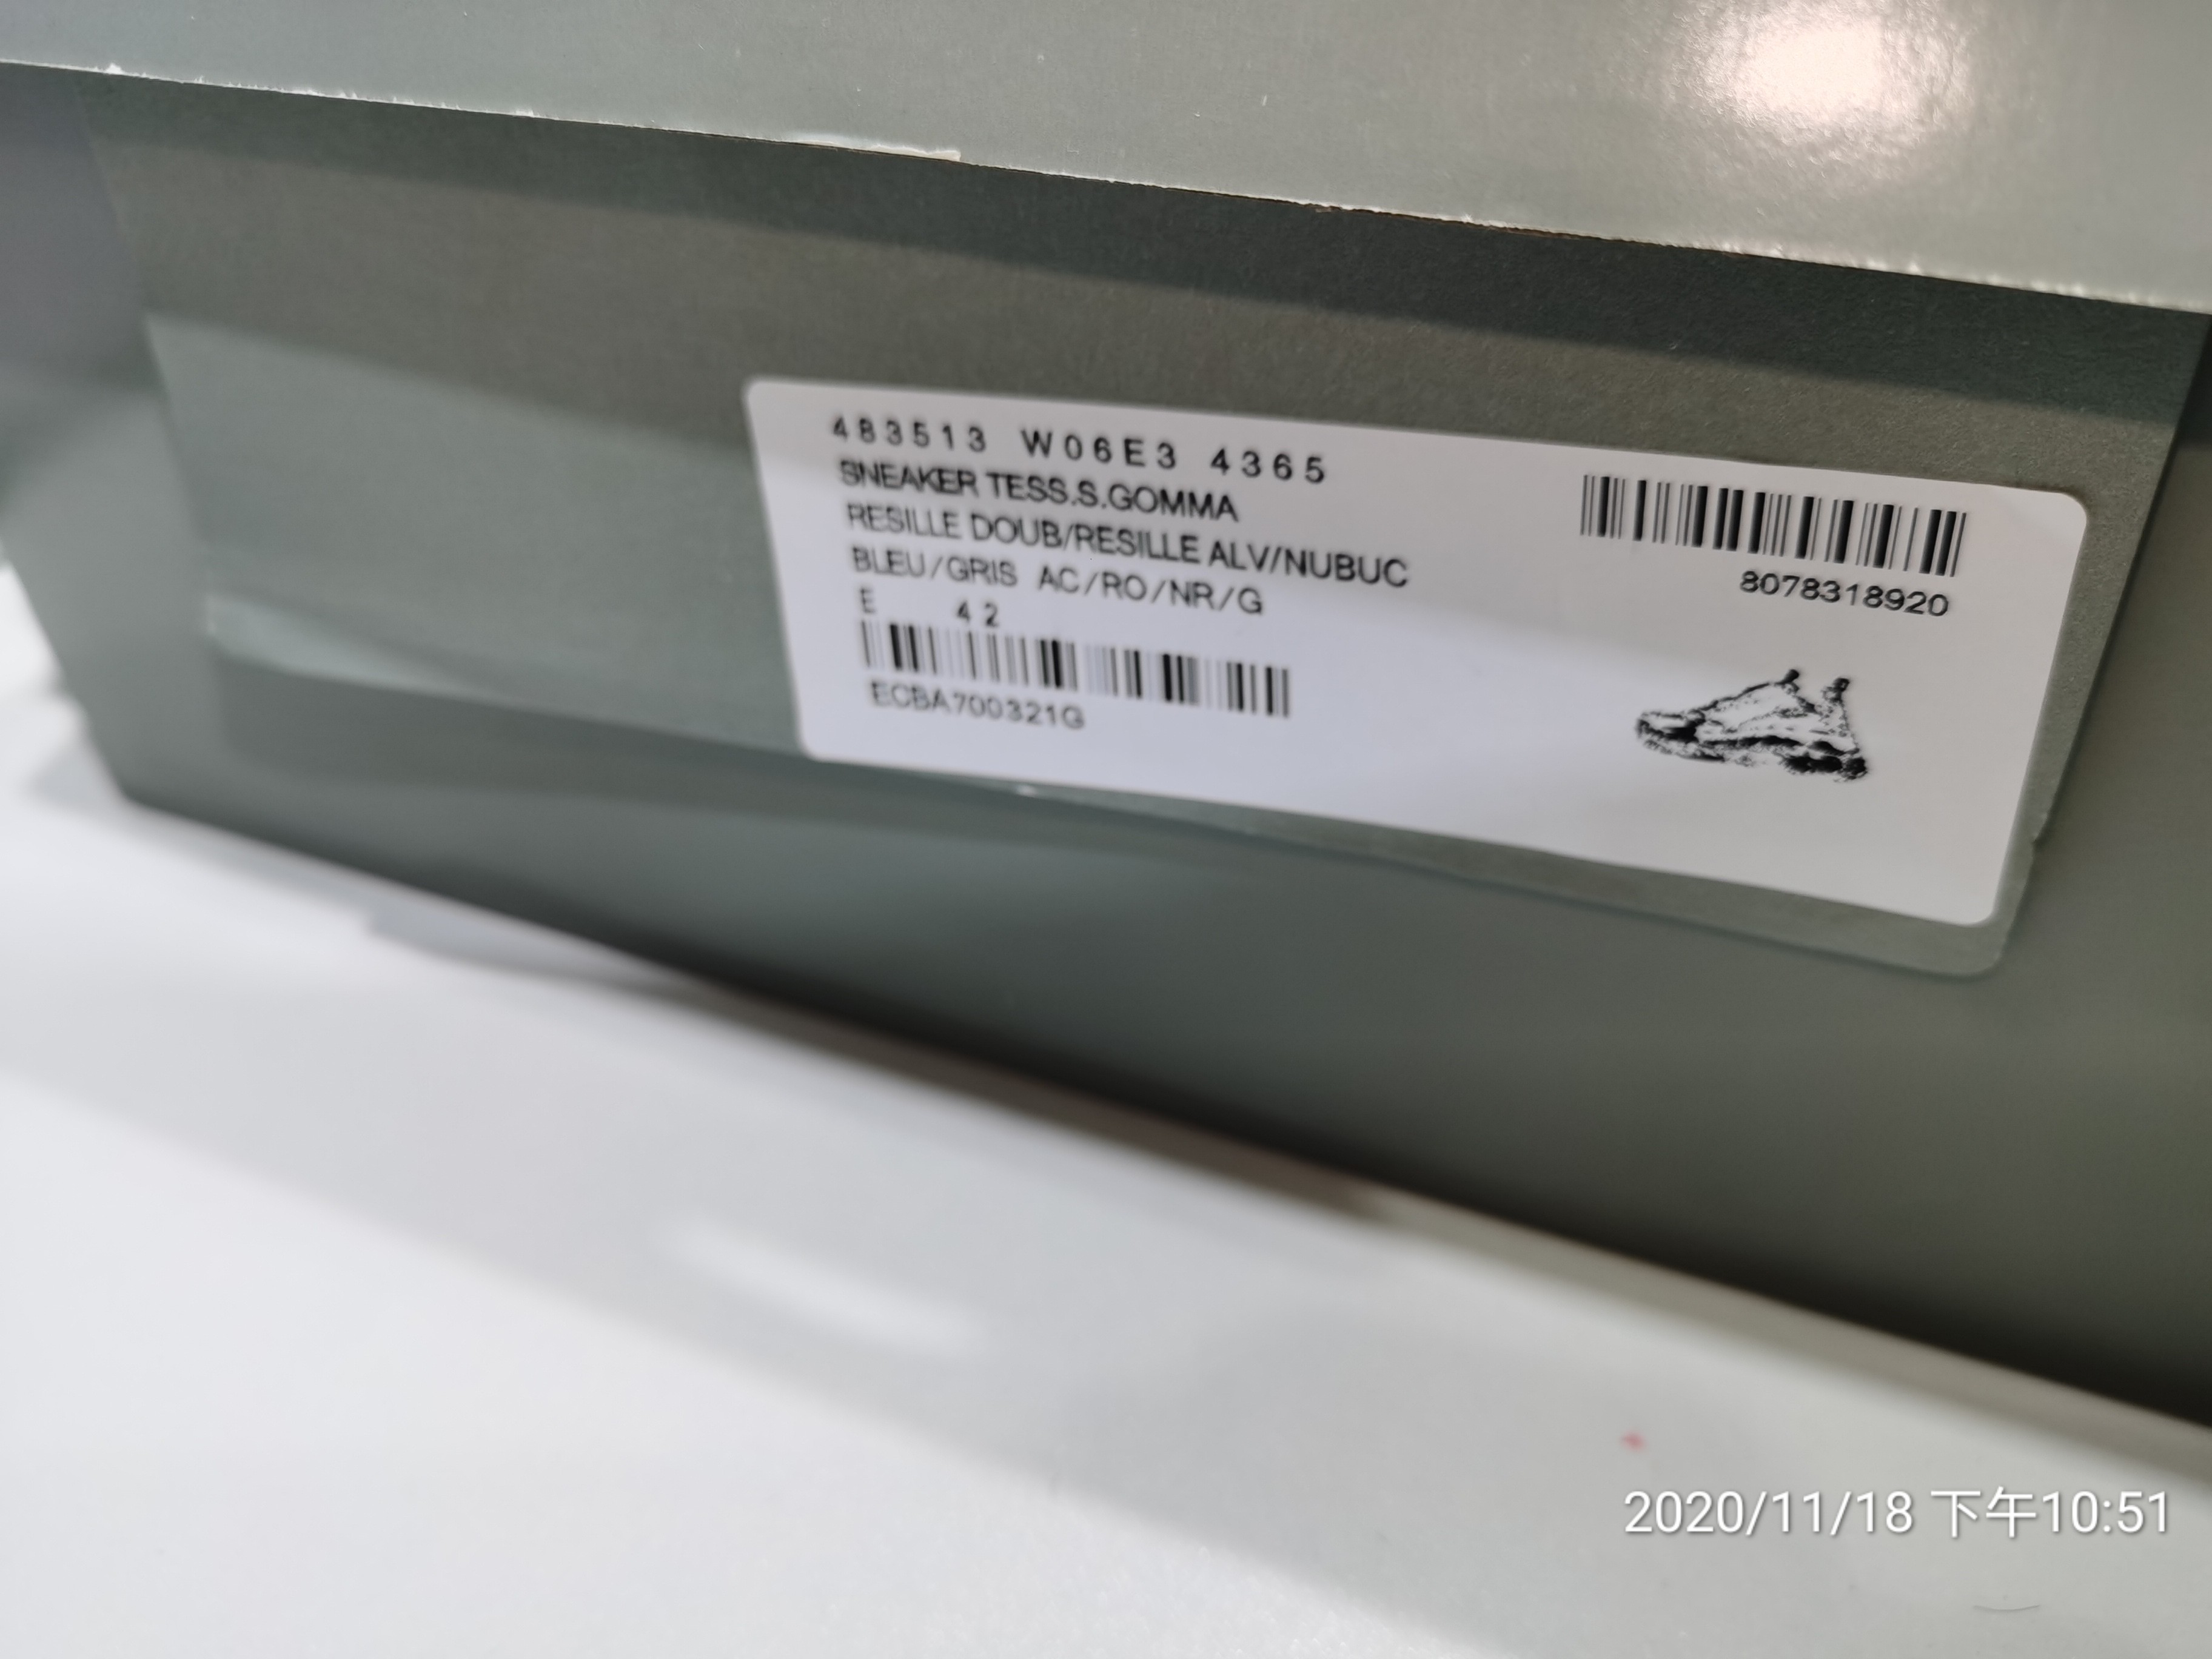 483513 W06E3 4365
SNEAKER TESS.S.GOMMA
RESILLE DOUB/RESILLE ALV/NUBUC
BLEU/GRIS AC/RO/NR/G
E 42
ECBA700321G
8078318920
2020/11/18 下午10:51